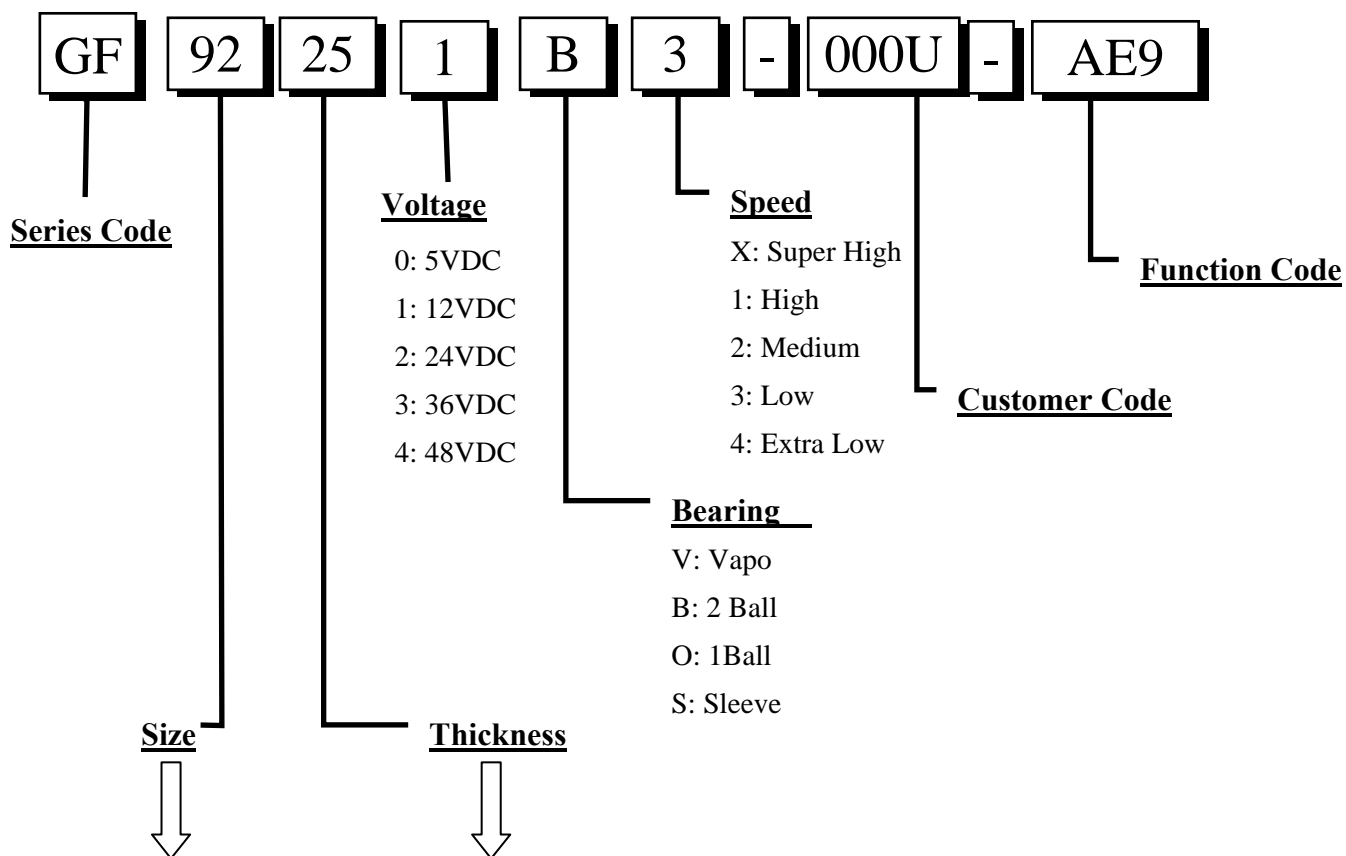 GF 92 25 1 B 3 - 000U - AE9
Series Code
Voltage
0: 5VDC
1: 12VDC
2: 24VDC
3: 36VDC
4: 48VDC
Speed
X: Super High
1: High
2: Medium
3: Low
4: Extra Low
Function Code
Customer Code
Bearing
V: Vapo
B: 2 Ball
O: 1Ball
S: Sleeve
Size
Thickness